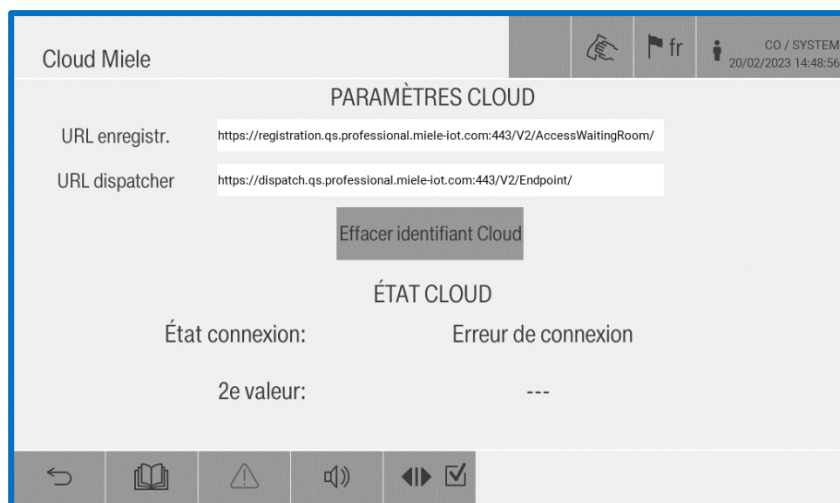 Cloud Miele
fr
CO / SYSTEM
20/02/2023 14:48:56
PARAMÈTRES CLOUD
URL enregistr.
https://registration.qs.professional.miele-iot.com:443/V2/AccessWaitingRoom/
URL dispatcher
https://dispatch.qs.professional.miele-iot.com:443/V2/Endpoint/
Effacer identifiant Cloud
ÉTAT CLOUD
État connexion:
Erreur de connexion
2e valeur:
---